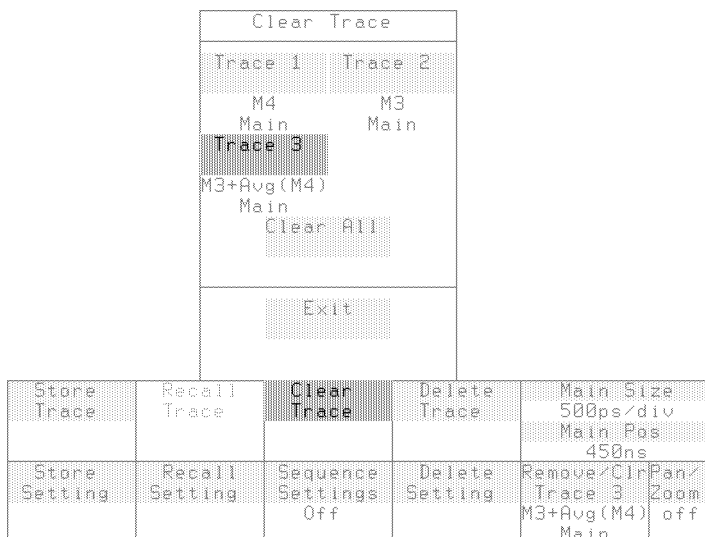 Clear Trace
Trace 1 Trace 2
M4 M3
Main Main
Trace 3
M3+Avg(M4)
Main
Clear All
Exit
Store Recall Clear Delete Main Size
Trace Trace Trace Trace 500ps/div
Main Pos
450ns
Store Recall Sequence Delete Remove/Clr Pan/
Setting Setting Settings Setting Trace 3 Zoom
Off M3+Avg(M4) off
Main